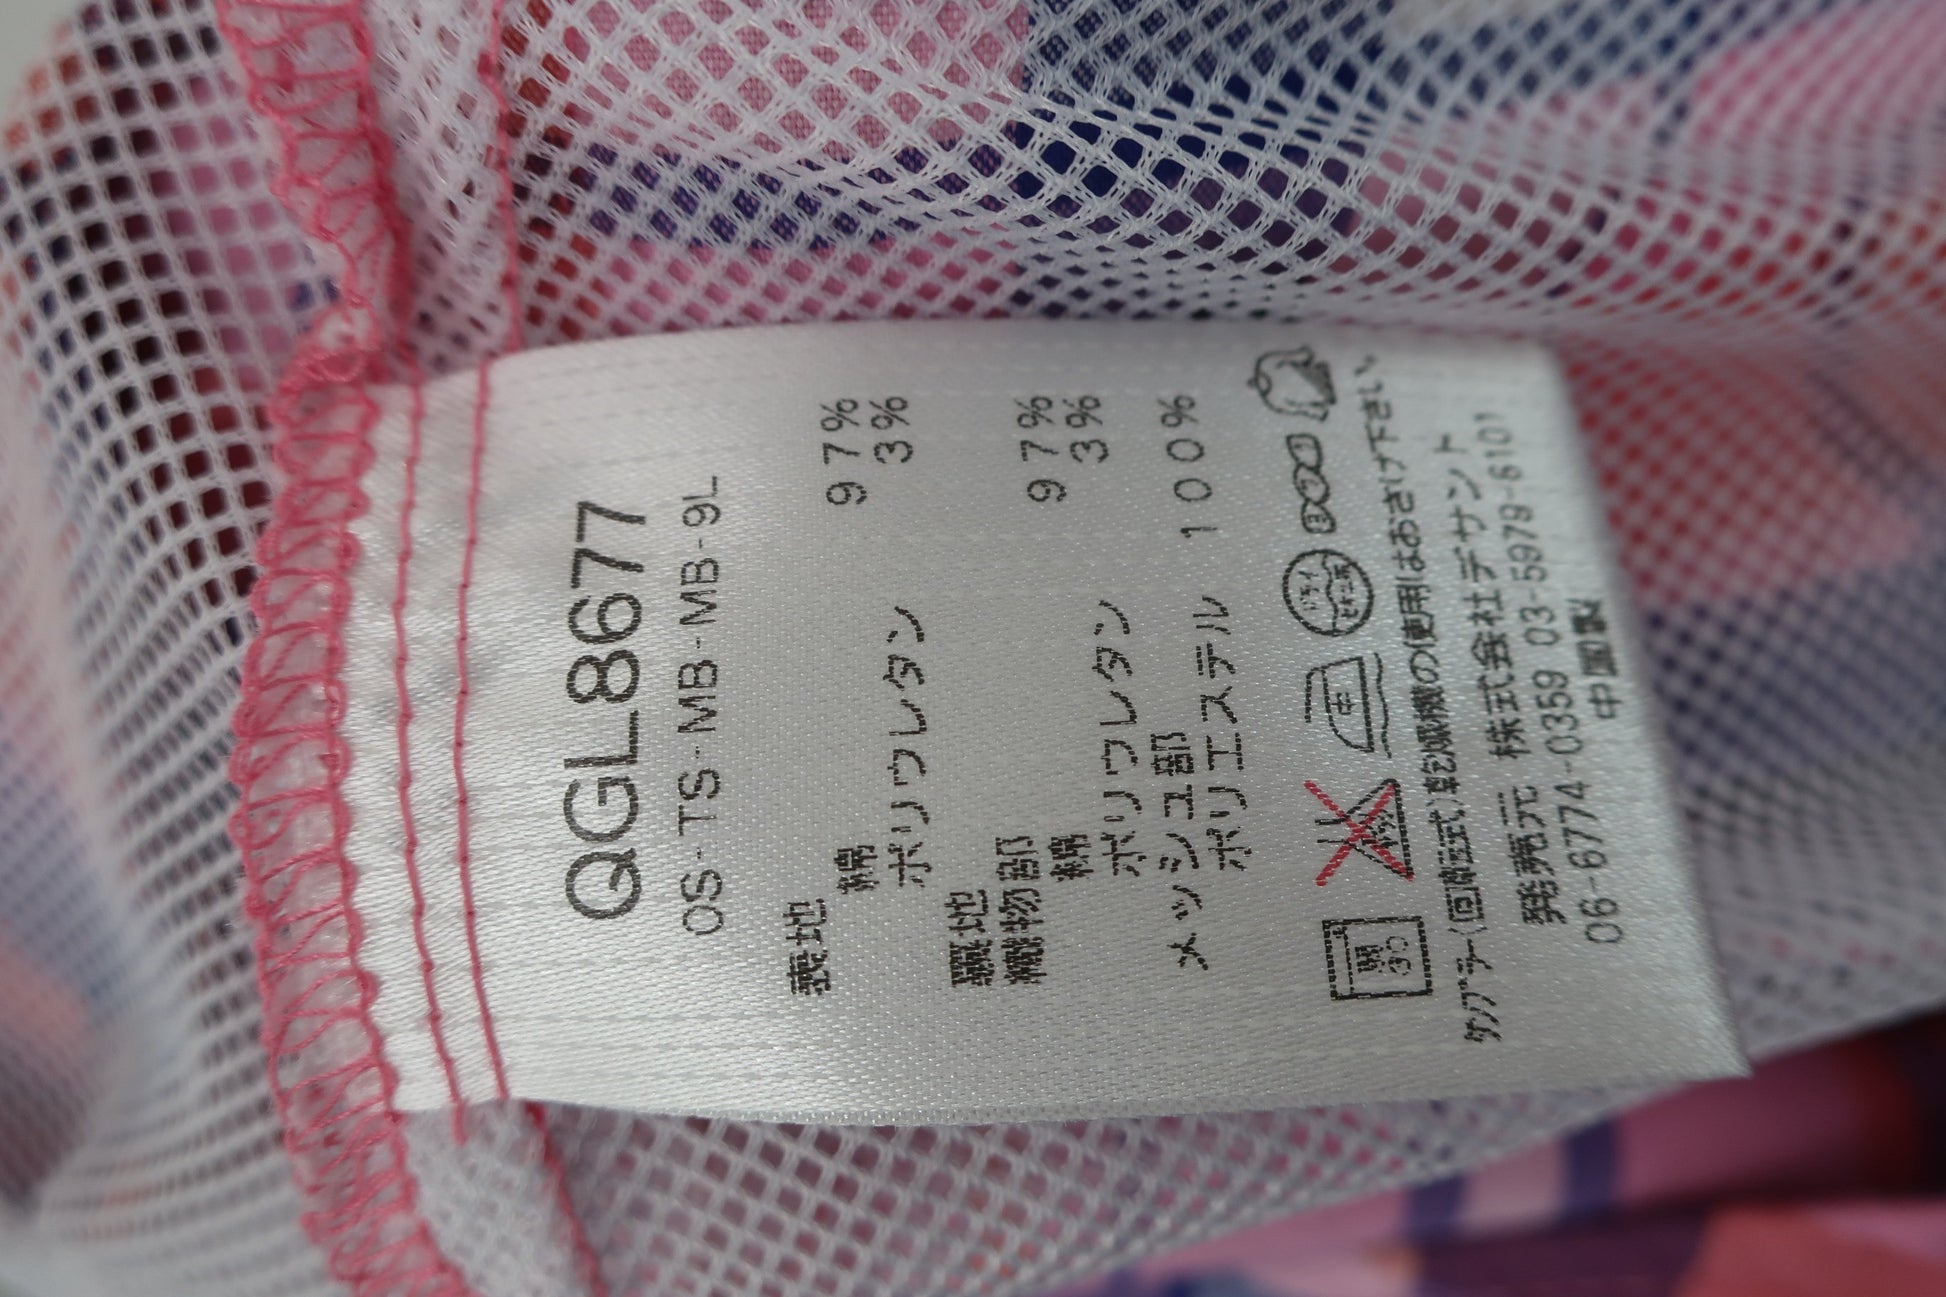 QGL8677
OS-TS-MB-MB-9L
表地
綿 97%
ポリウレタン 3%
裏地
織物部
綿 97%
ポリウレタン 3%
メッシュ部
ポリエステル 100%
タンブラー(回転式)乾燥機の使用はおさけ下さい
発売元 株式会社デサント
06-6774-0359 03-5979-6101
中国製